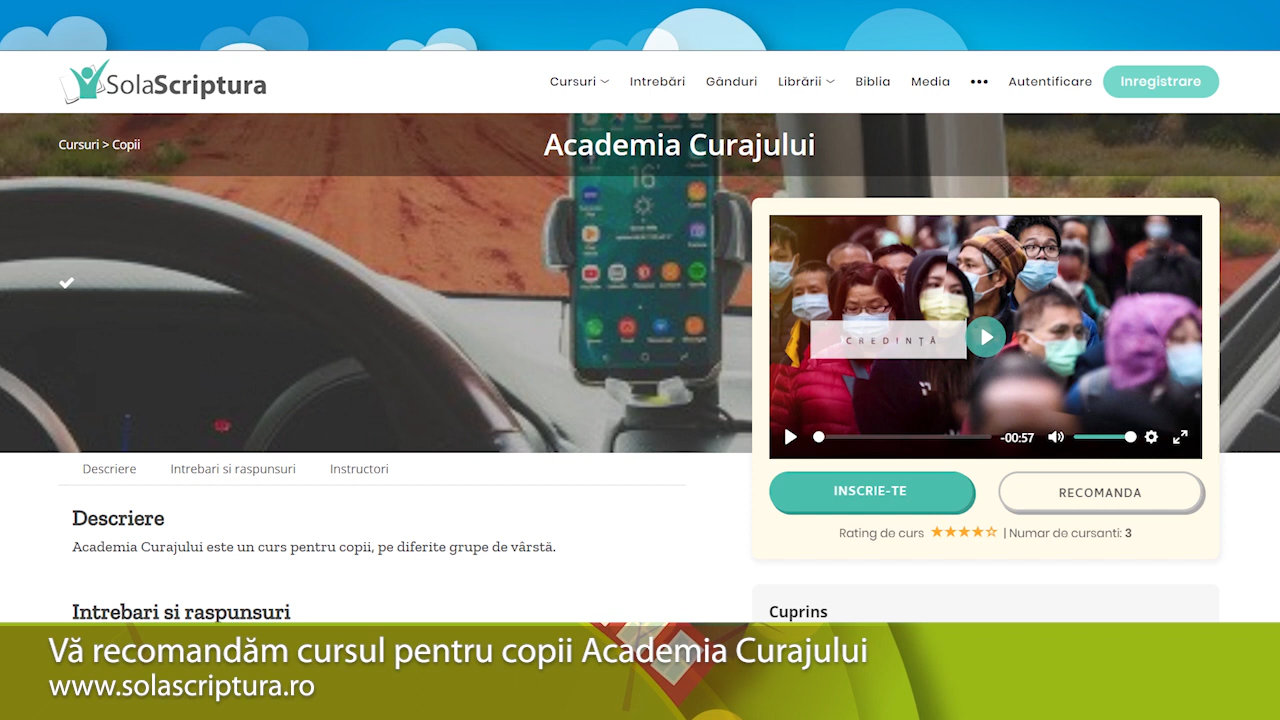 SolaScriptura
Cursuri Intrebări Gânduri Librării Biblia Media ••• Autentificare Inregistrare
Cursuri > Copii
Academia Curajului
16
CREDINȚĂ
-00:57
INSCRIE-TE
RECOMANDA
Rating de curs ★★★★☆ | Numar de cursanti: 3
Descriere Intrebari si raspunsuri Instructori
Descriere
Academia Curajului este un curs pentru copii, pe diferite grupe de vârstă.
Intrebari si raspunsuri
Cuprins
Vă recomandăm cursul pentru copii Academia Curajului
www.solascriptura.ro